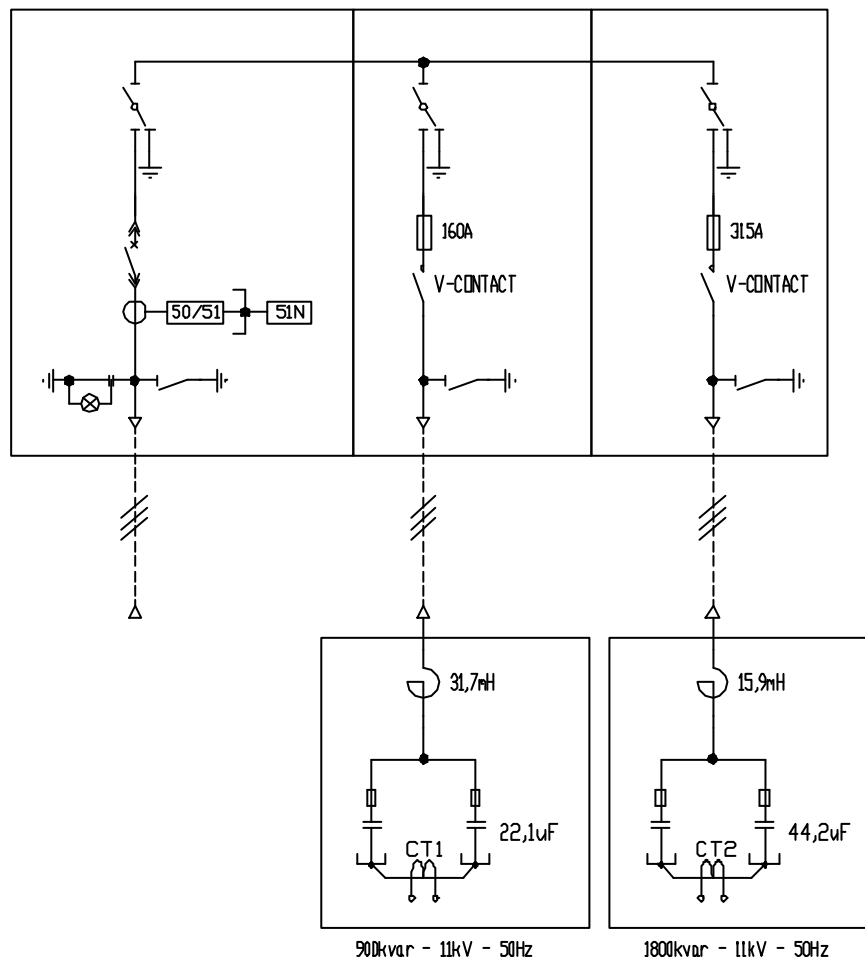 160A
315A
V-CONTACT
V-CONTACT
50/51
51N
31,7mH
15,9mH
22,1uF
44,2uF
CT1
CT2
900kvar - 11kV - 50Hz
1800kvar - 11kV - 50Hz